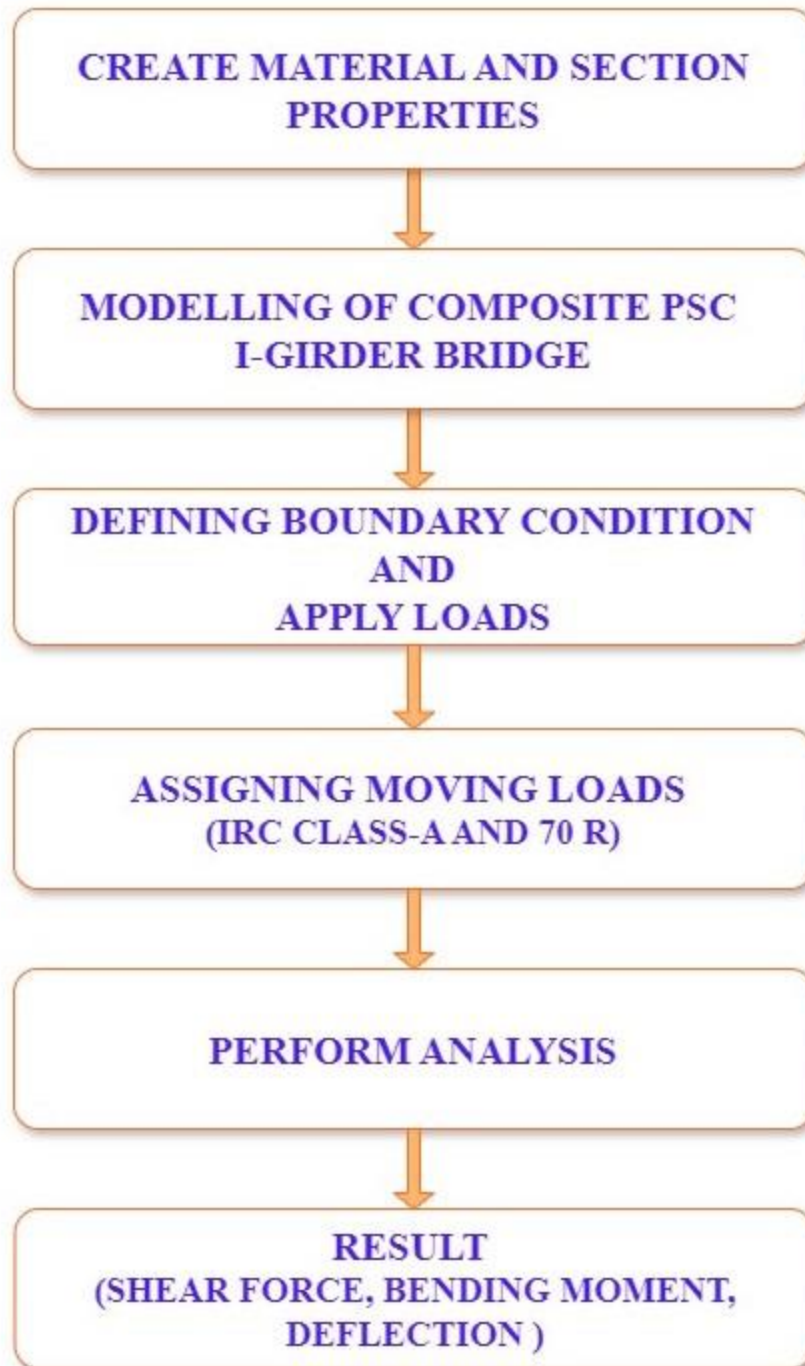 CREATE MATERIAL AND SECTION
PROPERTIES
MODELLING OF COMPOSITE PSC
I-GIRDER BRIDGE
DEFINING BOUNDARY CONDITION
AND
APPLY LOADS
ASSIGNING MOVING LOADS
(IRC CLASS-A AND 70 R)
PERFORM ANALYSIS
RESULT
(SHEAR FORCE, BENDING MOMENT,
DEFLECTION )